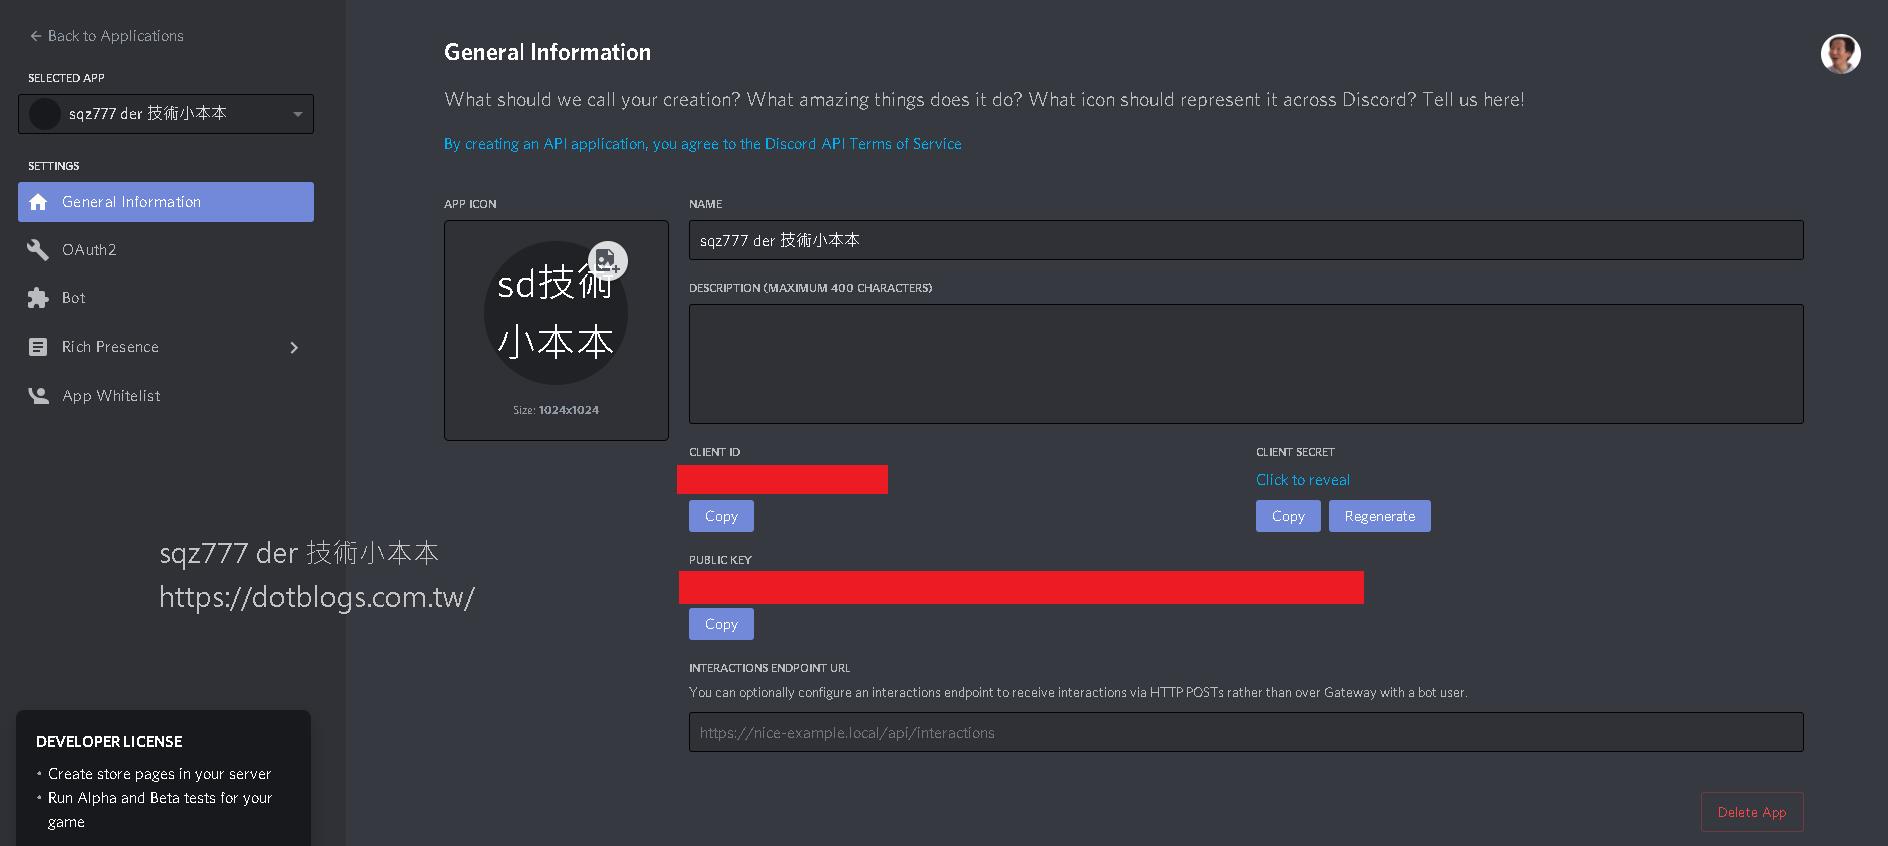 Back to Applications
SELECTED APP
sqz777 der 技術小本本
SETTINGS
General Information
OAuth2
Bot
Rich Presence
App Whitelist
sqz777 der 技術小本本
https://dotblogs.com.tw/
DEVELOPER LICENSE
• Create store pages in your server
• Run Alpha and Beta tests for your
game
General Information
What should we call your creation? What amazing things does it do? What icon should represent it across Discord? Tell us here!
By creating an API application, you agree to the Discord API Terms of Service
APP ICON
sd技術
小本本
Size: 1024x1024
NAME
sqz777 der 技術小本本
DESCRIPTION (MAXIMUM 400 CHARACTERS)
CLIENT ID
Copy
CLIENT SECRET
Click to reveal
Copy Regenerate
PUBLIC KEY
Copy
INTERACTIONS ENDPOINT URL
You can optionally configure an interactions endpoint to receive interactions via HTTP POSTs rather than over Gateway with a bot user.
https://nice-example.local/api/interactions
Delete App